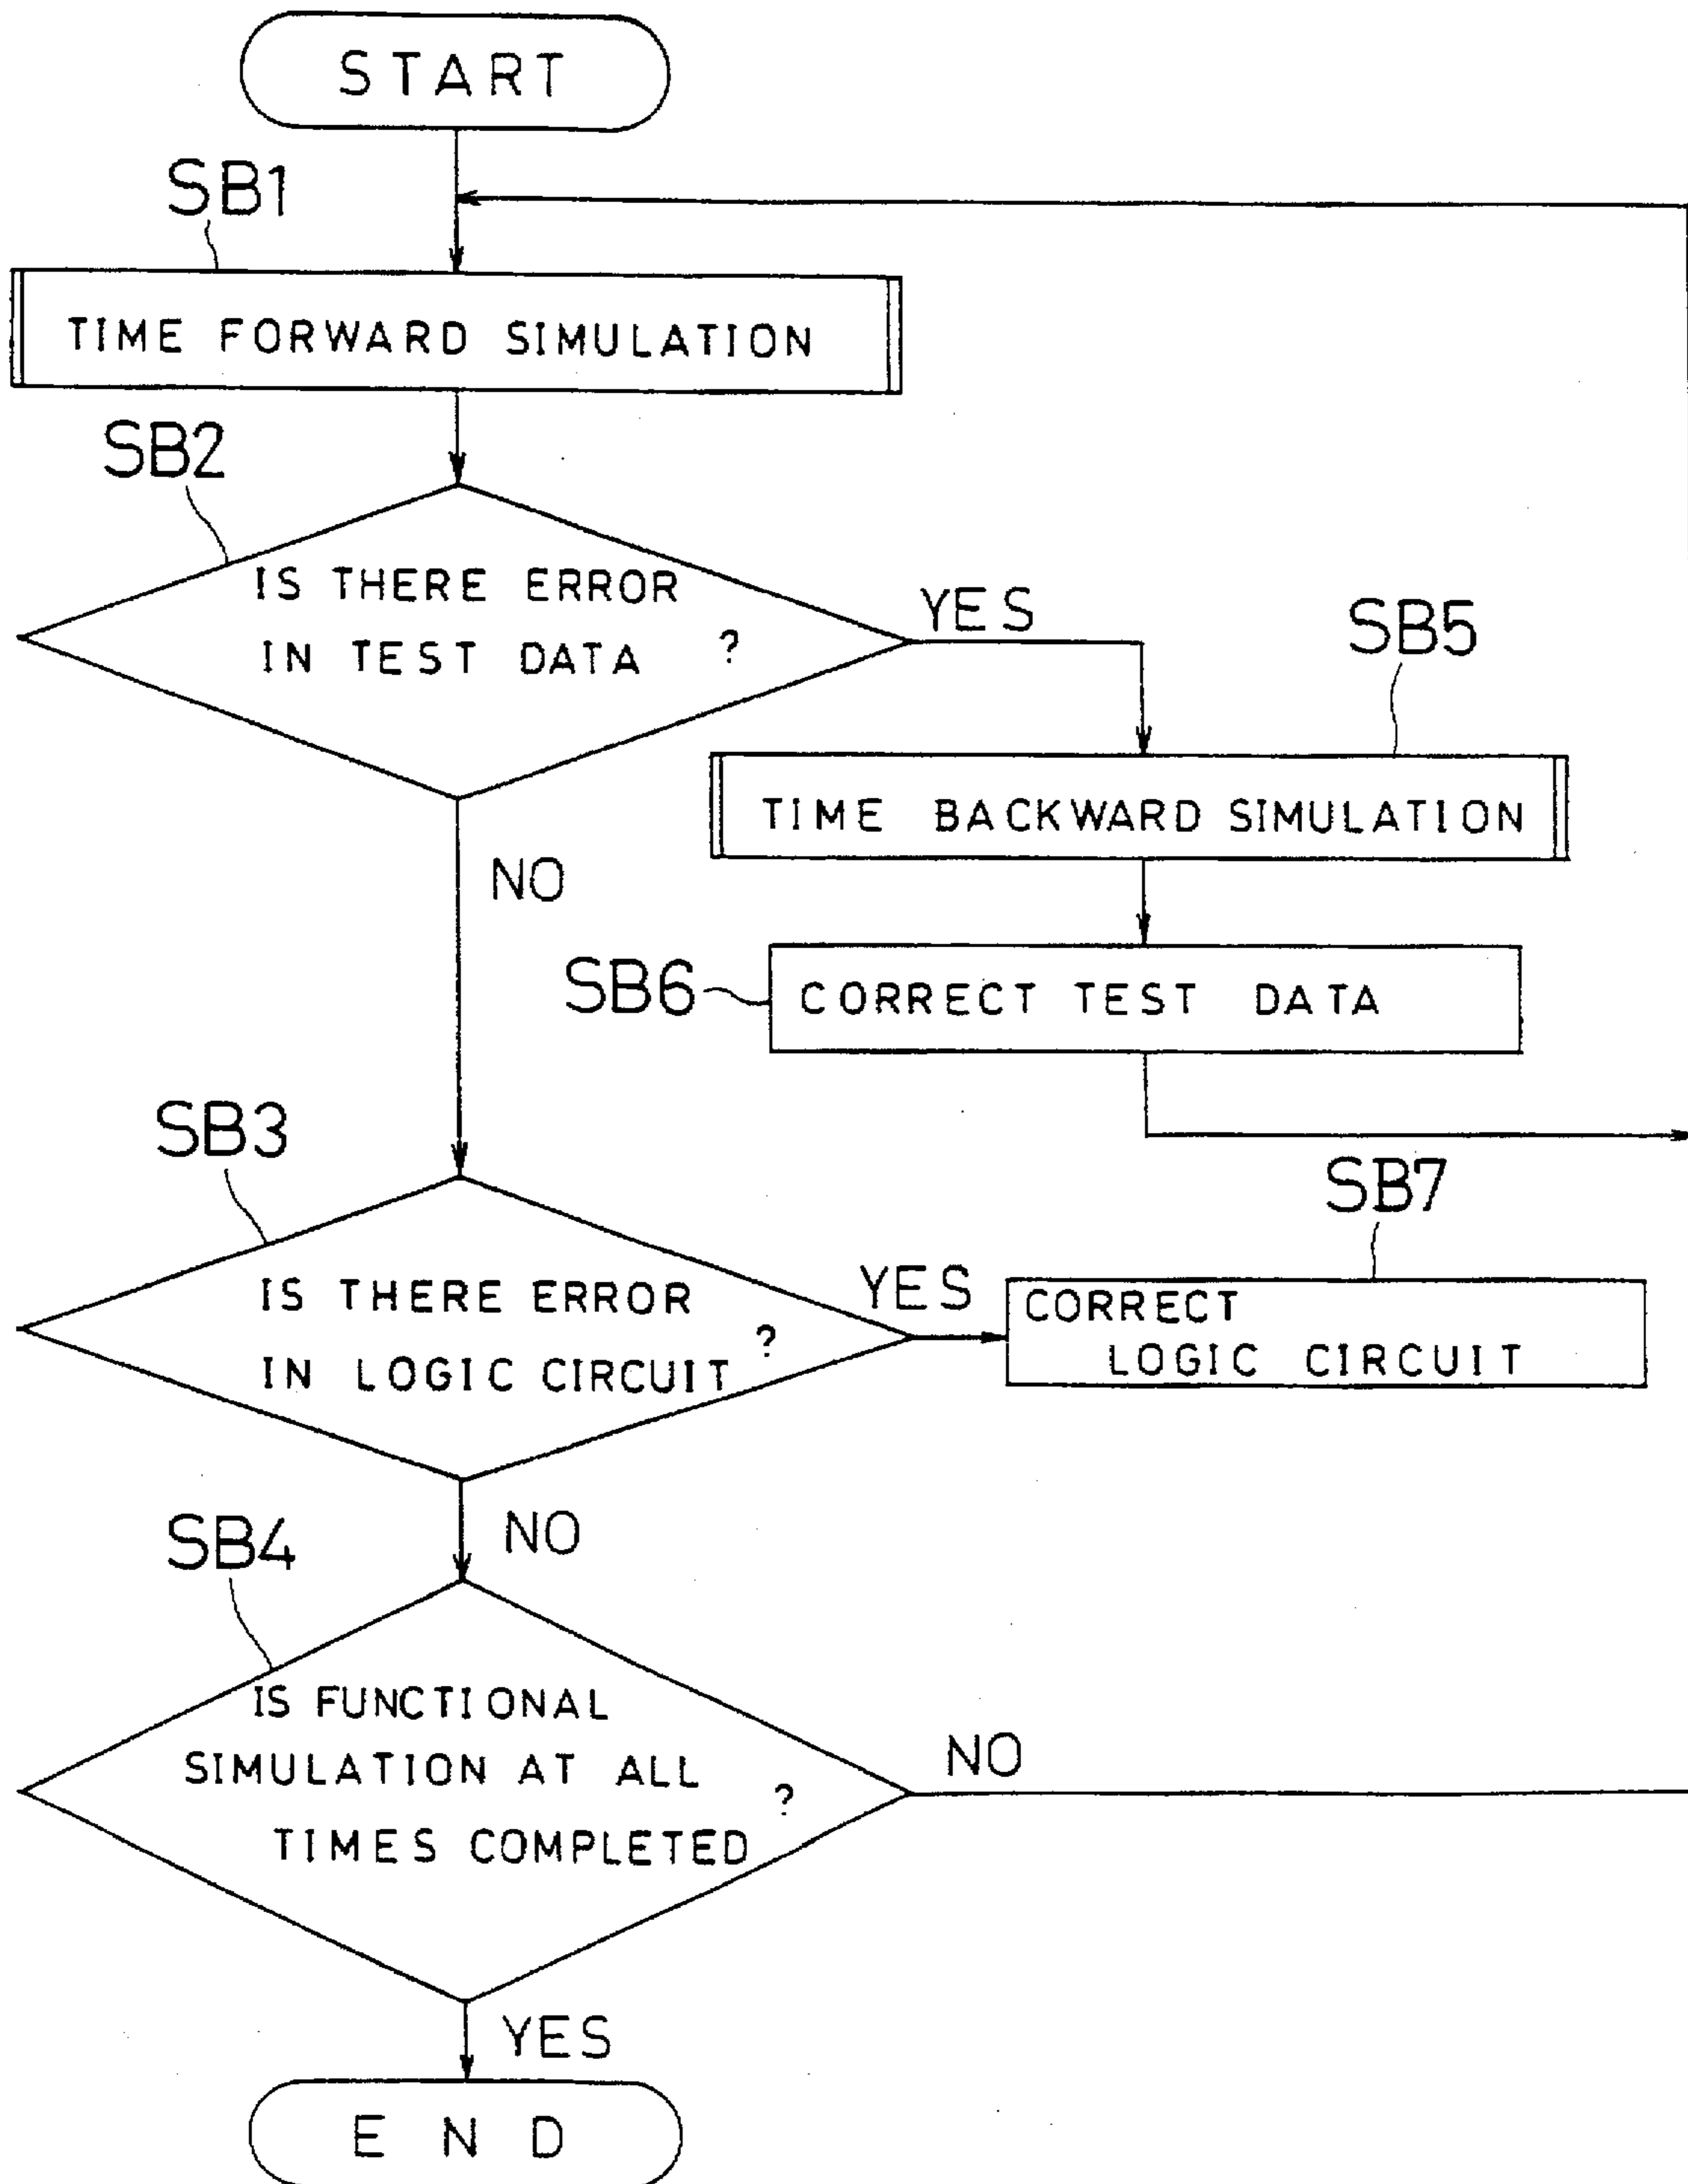 START
SB1
TIME FORWARD SIMULATION
SB2
IS THERE ERROR
IN TEST DATA ?
YES
SB5
TIME BACKWARD SIMULATION
NO
SB6
CORRECT TEST DATA
SB3
SB7
IS THERE ERROR
IN LOGIC CIRCUIT ?
YES
CORRECT
LOGIC CIRCUIT
NO
SB4
IS FUNCTIONAL
SIMULATION AT ALL
TIMES COMPLETED ?
NO
YES
END